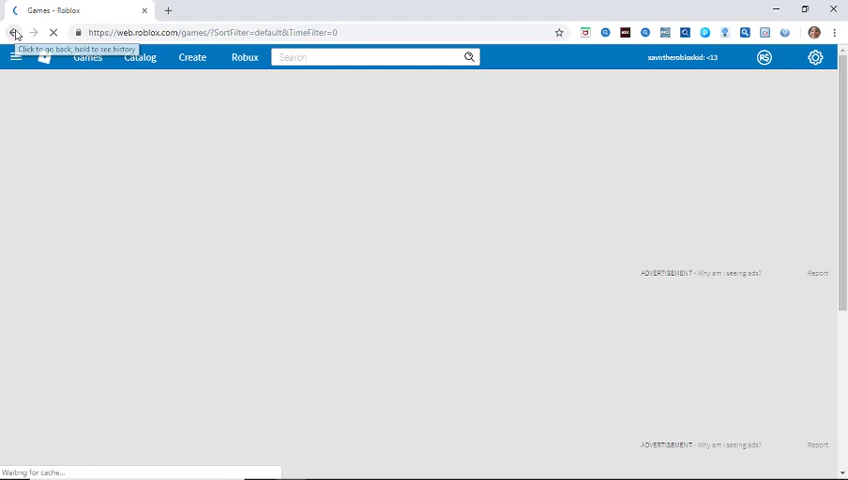 Games - Roblox
https://web.roblox.com/games/?SortFilter=default&TimeFilter=0
Click to go back, hold to see history
Games Catalog Create Robux Search xavirtherobloxkid: <13
ADVERTISEMENT - Why am I seeing ads? Report
ADVERTISEMENT - Why am I seeing ads? Report
Waiting for cache...